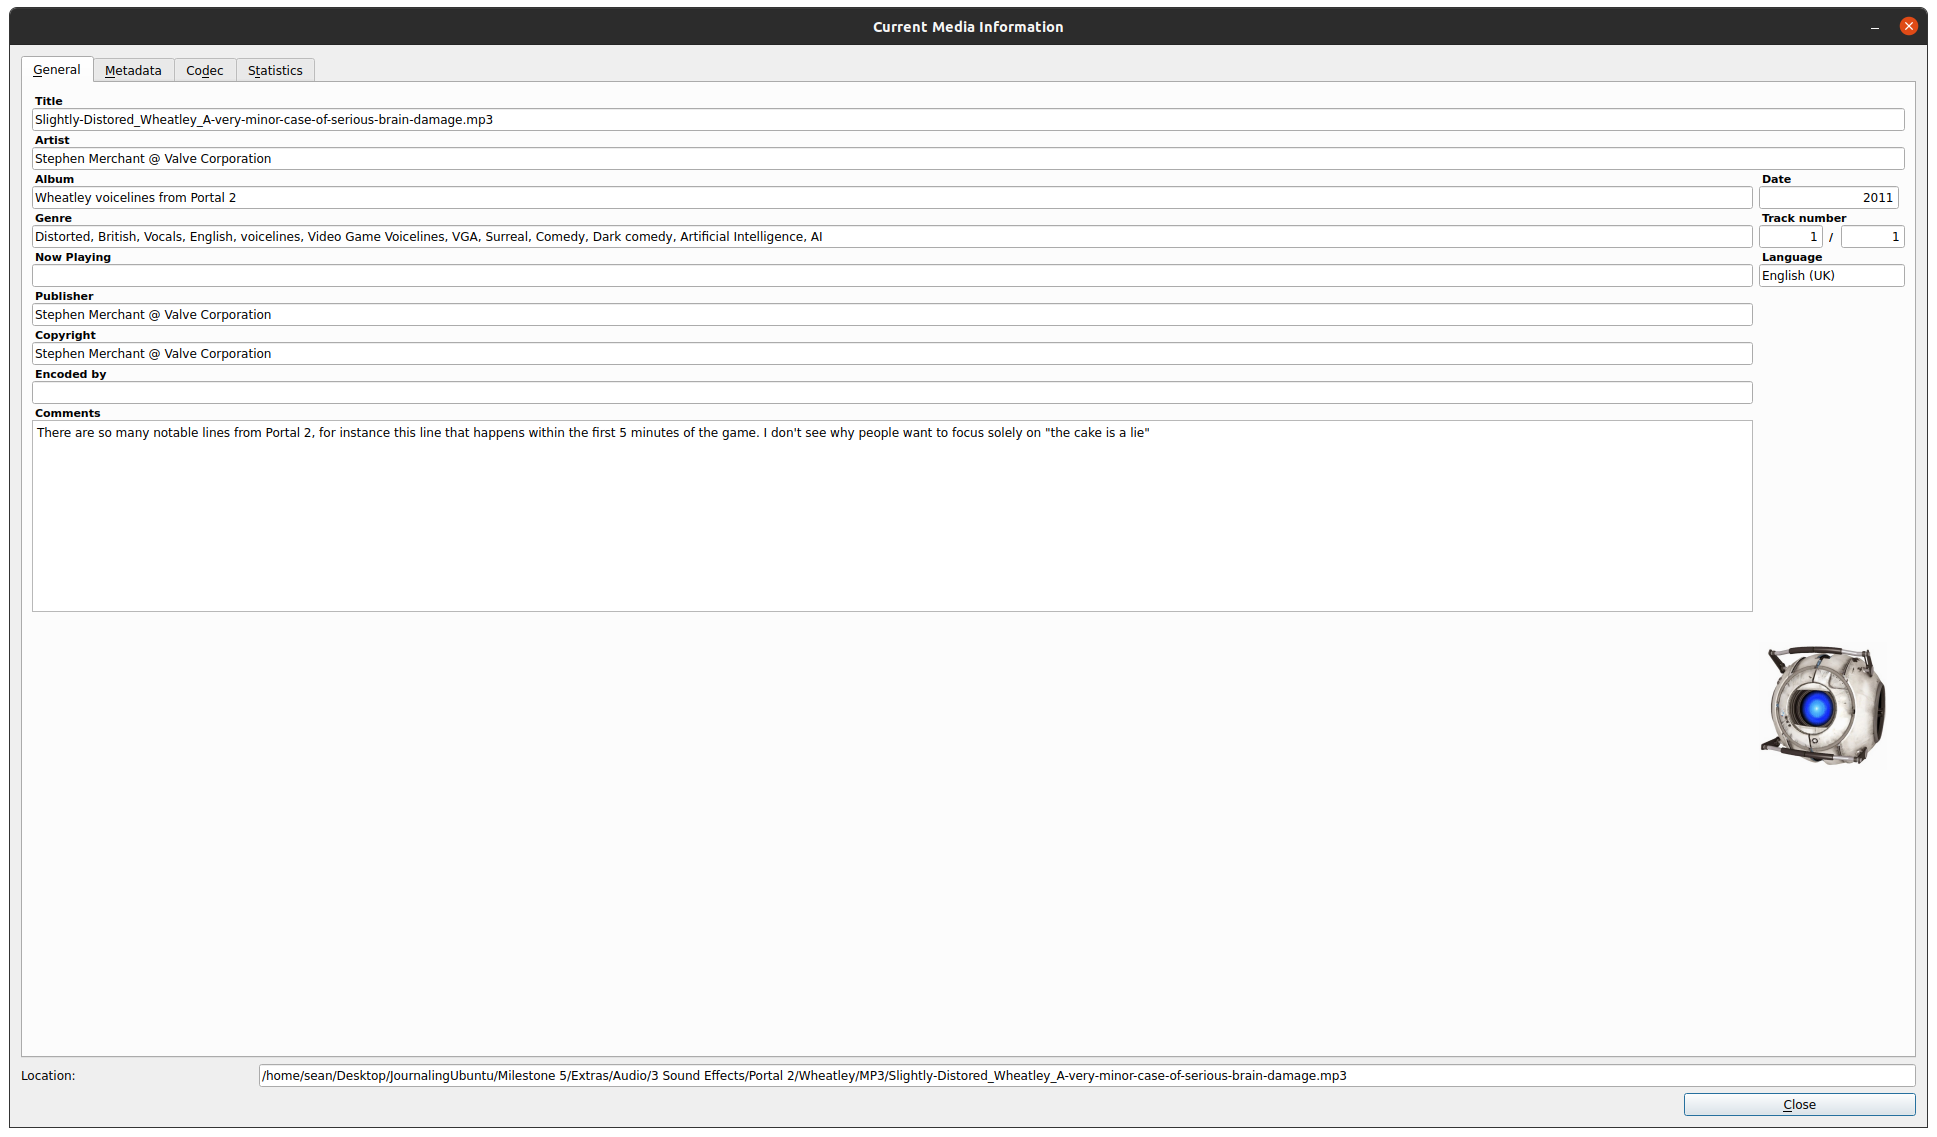 Current Media Information
General Metadata Codec Statistics
Title
Slightly-Distored_Wheatley_A-very-minor-case-of-serious-brain-damage.mp3
Artist
Stephen Merchant @ Valve Corporation
Album Date
Wheatley voicelines from Portal 2 2011
Genre Track number
Distorted, British, Vocals, English, voicelines, Video Game Voicelines, VGA, Surreal, Comedy, Dark comedy, Artificial Intelligence, AI 1 / 1
Now Playing Language
English (UK)
Publisher
Stephen Merchant @ Valve Corporation
Copyright
Stephen Merchant @ Valve Corporation
Encoded by
Comments
There are so many notable lines from Portal 2, for instance this line that happens within the first 5 minutes of the game. I don't see why people want to focus solely on "the cake is a lie"
Location: /home/sean/Desktop/JournalingUbuntu/Milestone 5/Extras/Audio/3 Sound Effects/Portal 2/Wheatley/MP3/Slightly-Distored_Wheatley_A-very-minor-case-of-serious-brain-damage.mp3
Close